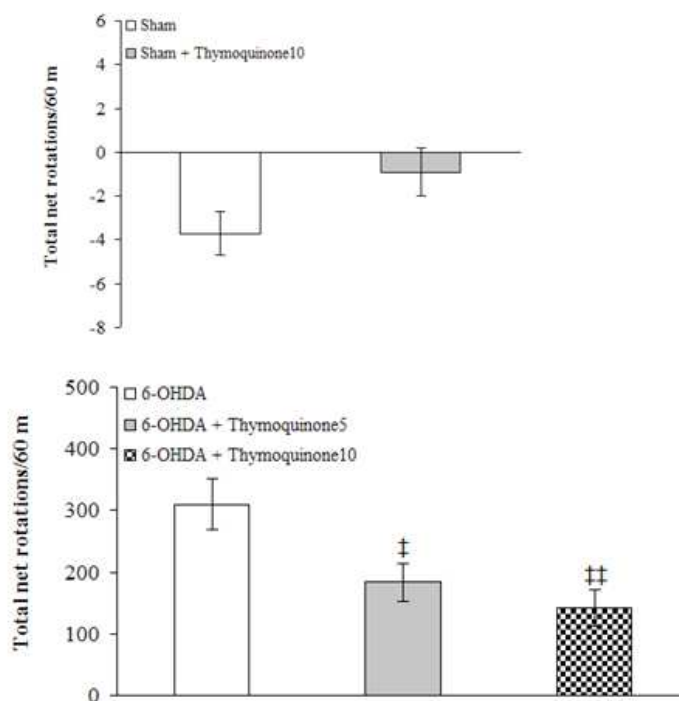 Total net rotations/60 m
6
4
2
0
-2
-4
-6
-8
Sham
Sham + Thymoquinone10
Total net rotations/60 m
500
400
300
200
100
0
6-OHDA
6-OHDA + Thymoquinone5
6-OHDA + Thymoquinone10
‡
‡‡